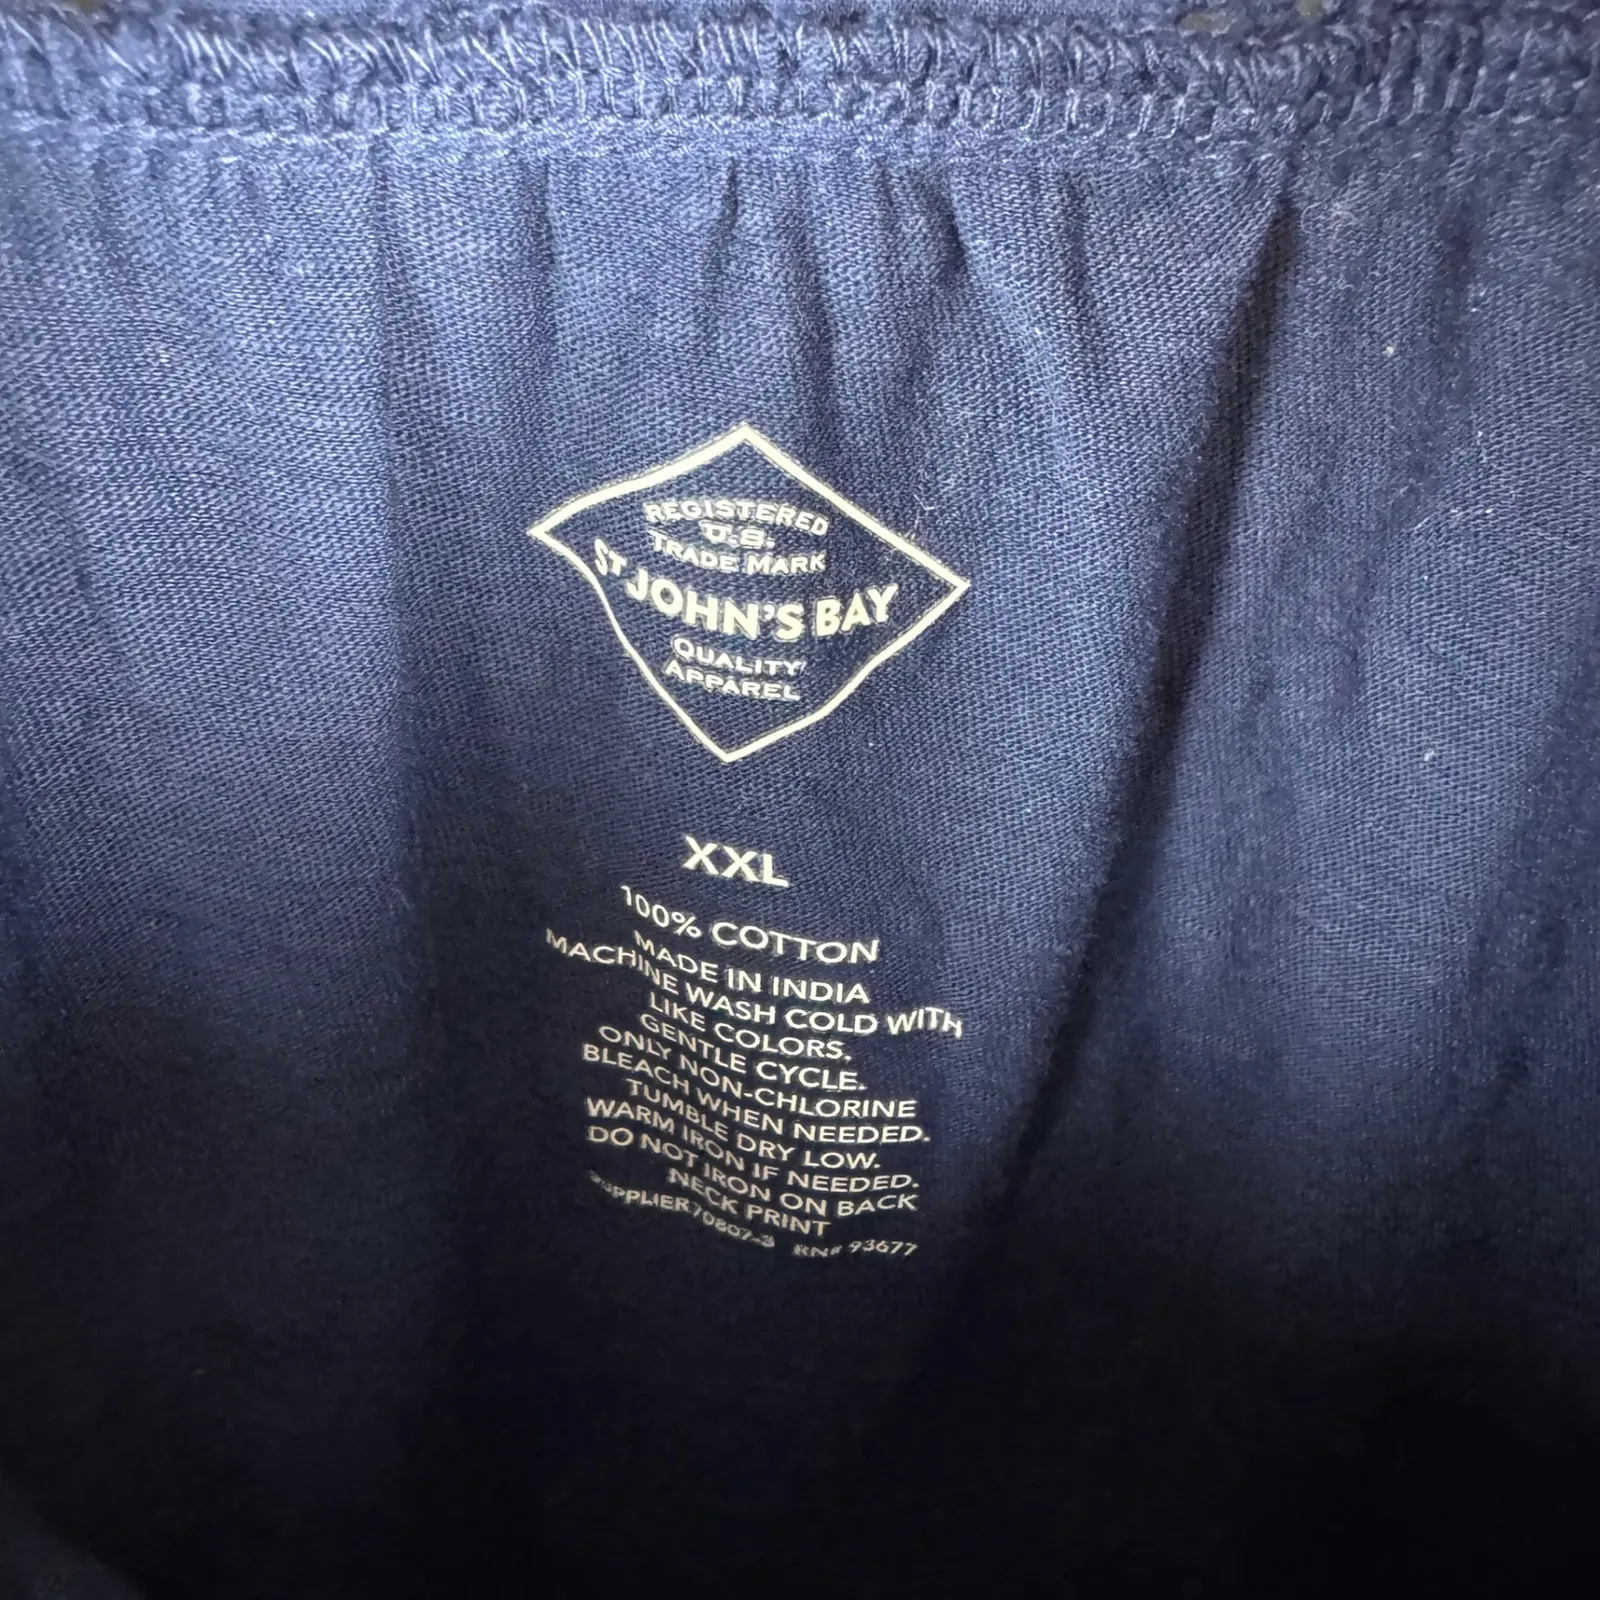 REGISTERED
U.S.
TRADE MARK
ST JOHN'S BAY
QUALITY
APPAREL
XXL
100% COTTON
MADE IN INDIA
MACHINE WASH COLD WITH
LIKE COLORS.
GENTLE CYCLE.
ONLY NON-CHLORINE
BLEACH WHEN NEEDED.
TUMBLE DRY LOW.
WARM IRON IF NEEDED.
DO NOT IRON ON BACK
NECK PRINT
SUPPLIER70807-3 RN# 93677